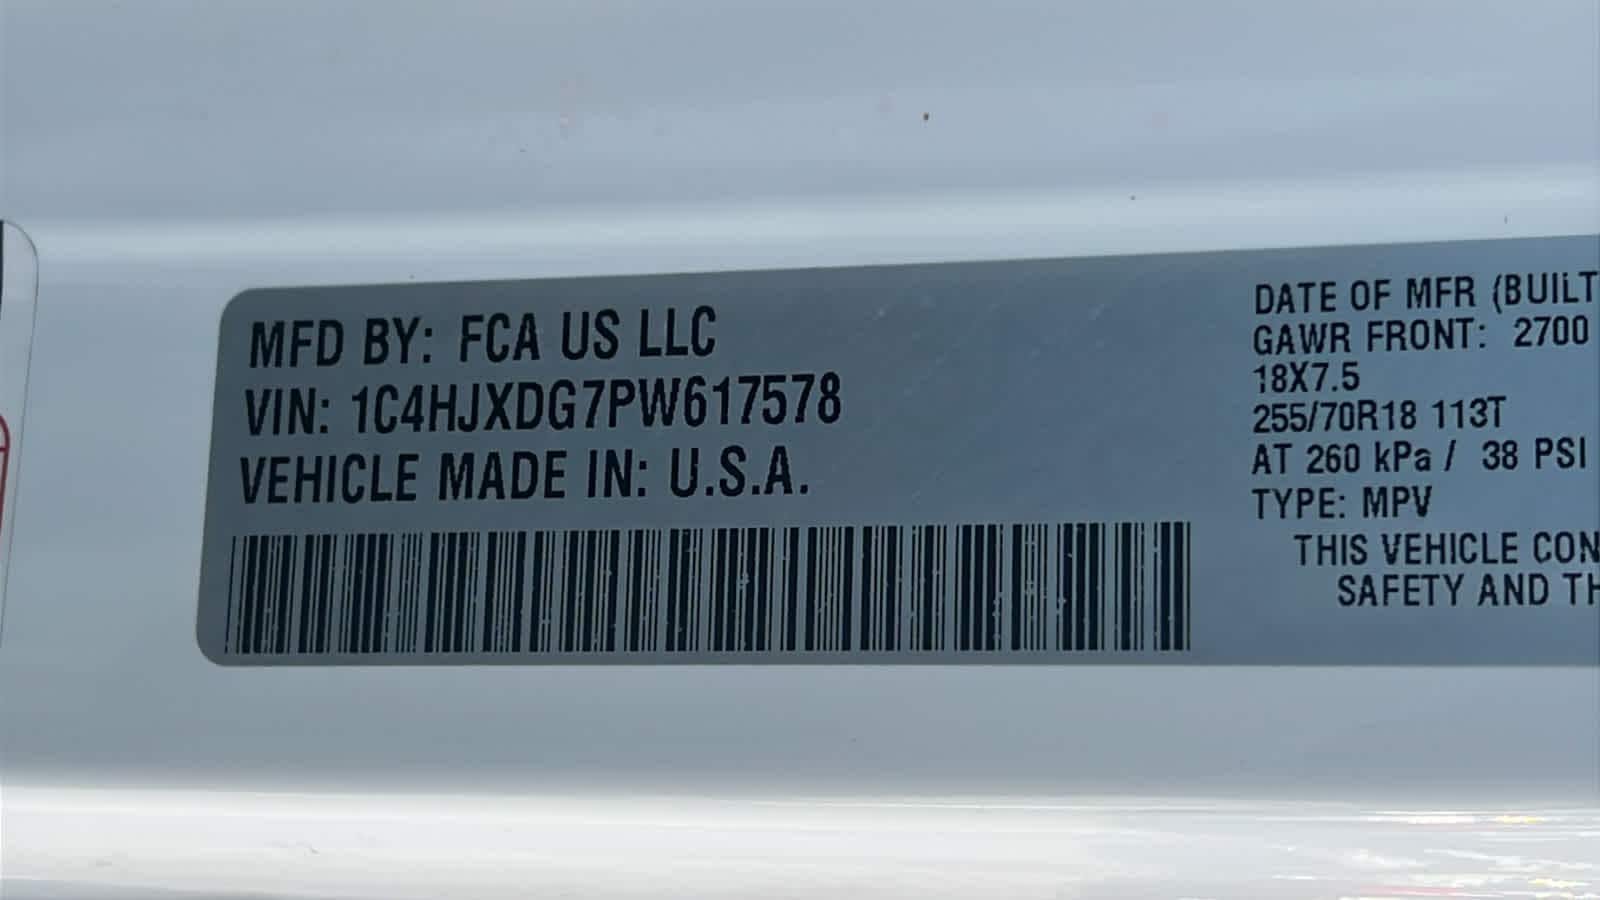 MFD BY: FCA US LLC
VIN: 1C4HJXDG7PW617578
VEHICLE MADE IN: U.S.A.
DATE OF MFR (BUILT
GAWR FRONT: 2700
18X7.5
255/70R18 113T
AT 260 kPa / 38 PSI
TYPE: MPV
THIS VEHICLE CON
SAFETY AND TH